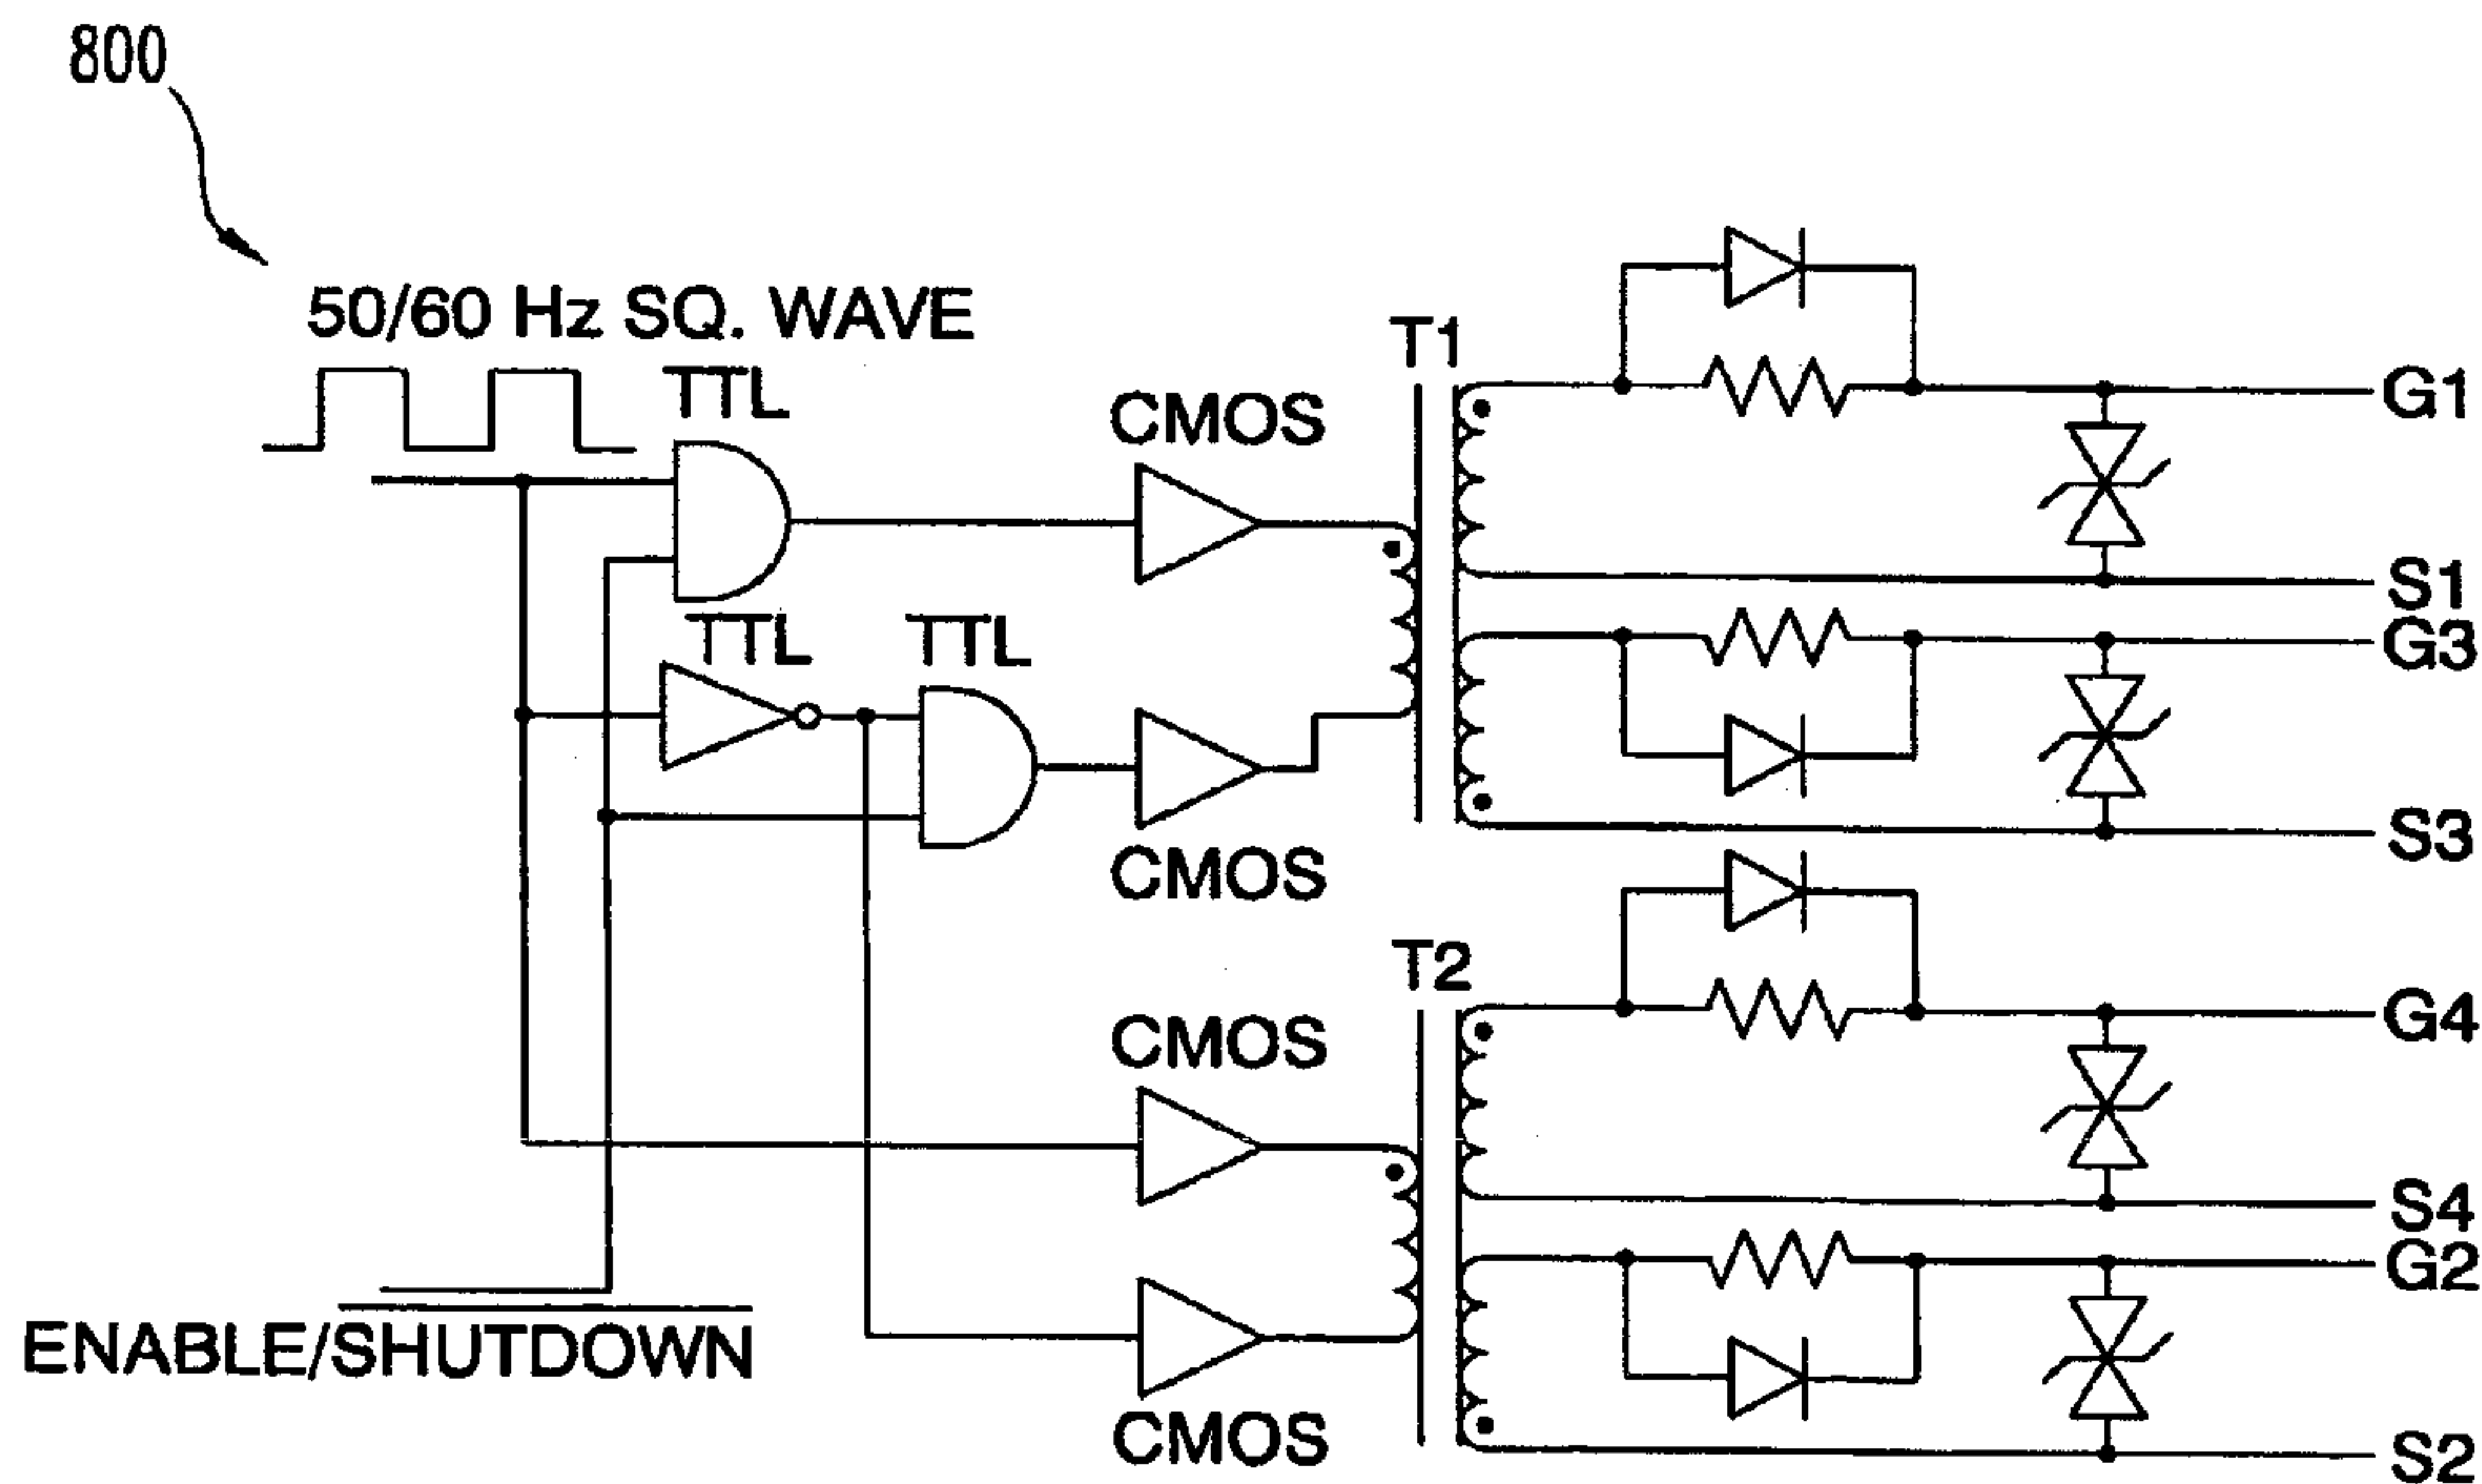 800
50/60 Hz SQ. WAVE
TTL
CMOS
T1
G1
S1
TTL
TTL
G3
CMOS
S3
T2
CMOS
G4
S4
G2
ENABLE/SHUTDOWN
CMOS
S2